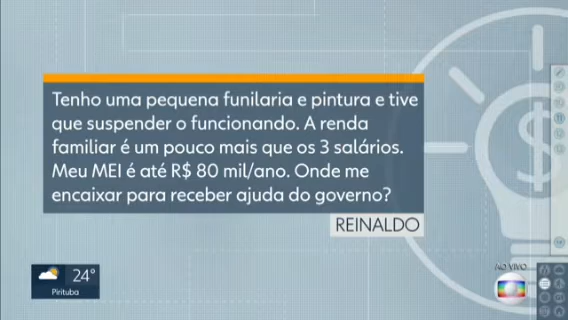 Tenho uma pequena funilaria e pintura e tive
que suspender o funcionando. A renda
familiar é um pouco mais que os 3 salários.
Meu MEI é até R$ 80 mil/ano. Onde me
encaixar para receber ajuda do governo?
REINALDO
24°
Pirituba
AO VIVO